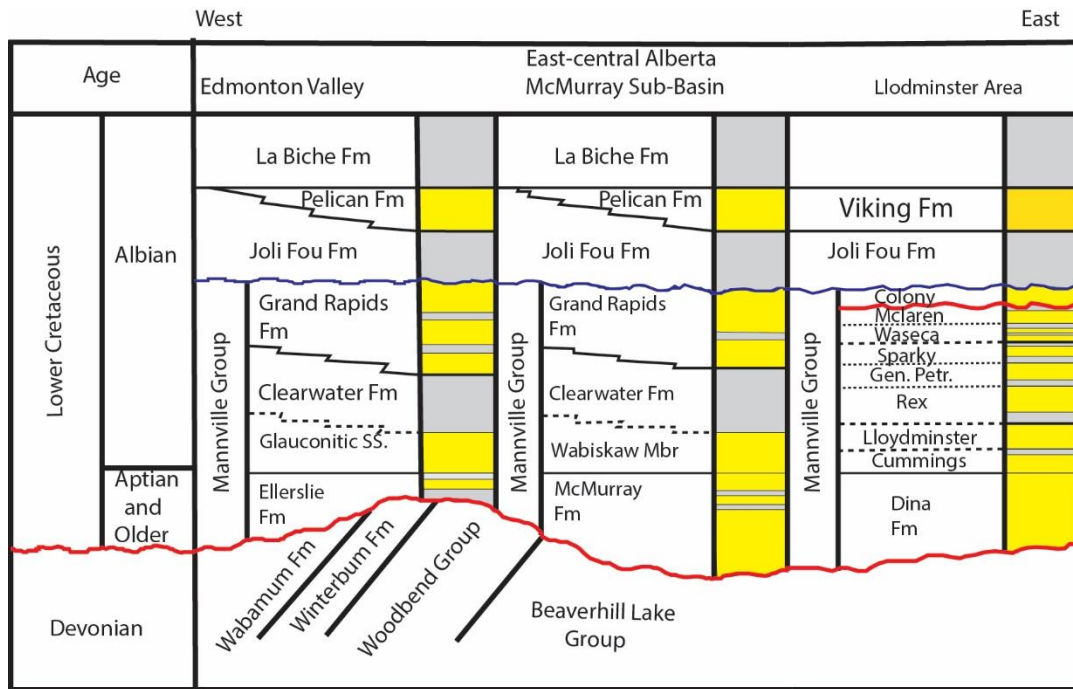 West
East
Age
Edmonton Valley
East-central Alberta
McMurray Sub-Basin
Llodminster Area
Lower Cretaceous
Albian
Aptian
and
Older
Devonian
La Biche Fm
Pelican Fm
Joli Fou Fm
Mannville Group
Grand Rapids
Fm
Clearwater Fm
Glauconitic SS.
Ellerslie
Fm
La Biche Fm
Pelican Fm
Joli Fou Fm
Mannville Group
Grand Rapids
Fm
Clearwater Fm
Wabiskaw Mbr
McMurray
Fm
Viking Fm
Joli Fou Fm
Mannville Group
Colony
Mclaren
Waseca
Sparky
Gen. Petr.
Rex
Lloydminster
Cummings
Dina
Fm
Wabamum Fm
Winterbum Fm
Woodbend Group
Beaverhill Lake
Group